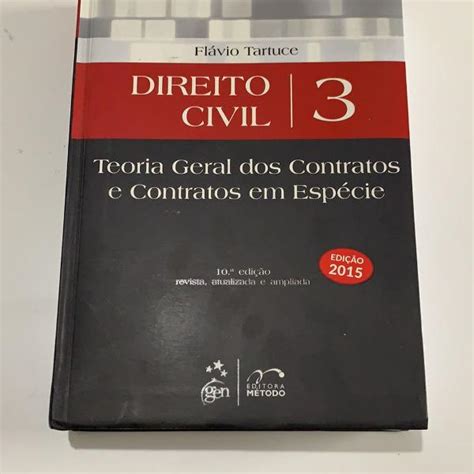 Flávio Tartuce
DIREITO
CIVIL
3
Teoria Geral dos Contratos
e Contratos em Espécie
EDIÇÃO
2015
10.ª edição
revista, atualizada e ampliada
gen
EDITORA
MÉTODO